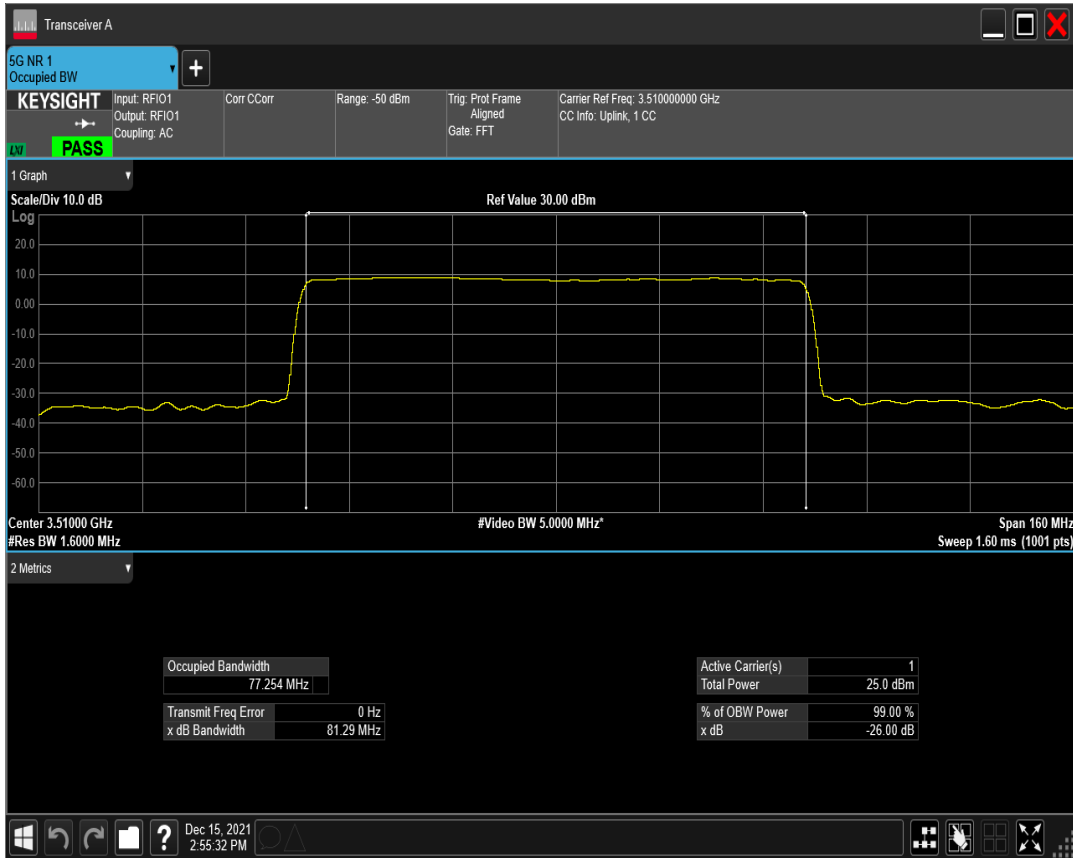 Transceiver A
5G NR 1
Occupied BW
KEYSIGHT
LXI
PASS
Input: RFIO1
Output: RFIO1
Coupling: AC
Corr CCorr
Range: -50 dBm
Trig: Prot Frame
Aligned
Gate: FFT
Carrier Ref Freq: 3.510000000 GHz
CC Info: Uplink, 1 CC
1 Graph
Scale/Div 10.0 dB
Ref Value 30.00 dBm
Log
20.0
10.0
0.00
-10.0
-20.0
-30.0
-40.0
-50.0
-60.0
Center 3.51000 GHz
#Video BW 5.0000 MHz*
Span 160 MHz
#Res BW 1.6000 MHz
Sweep 1.60 ms (1001 pts)
2 Metrics
Occupied Bandwidth
77.254 MHz
Transmit Freq Error 0 Hz
x dB Bandwidth 81.29 MHz
Active Carrier(s) 1
Total Power 25.0 dBm
% of OBW Power 99.00 %
x dB -26.00 dB
?
Dec 15, 2021
2:55:32 PM